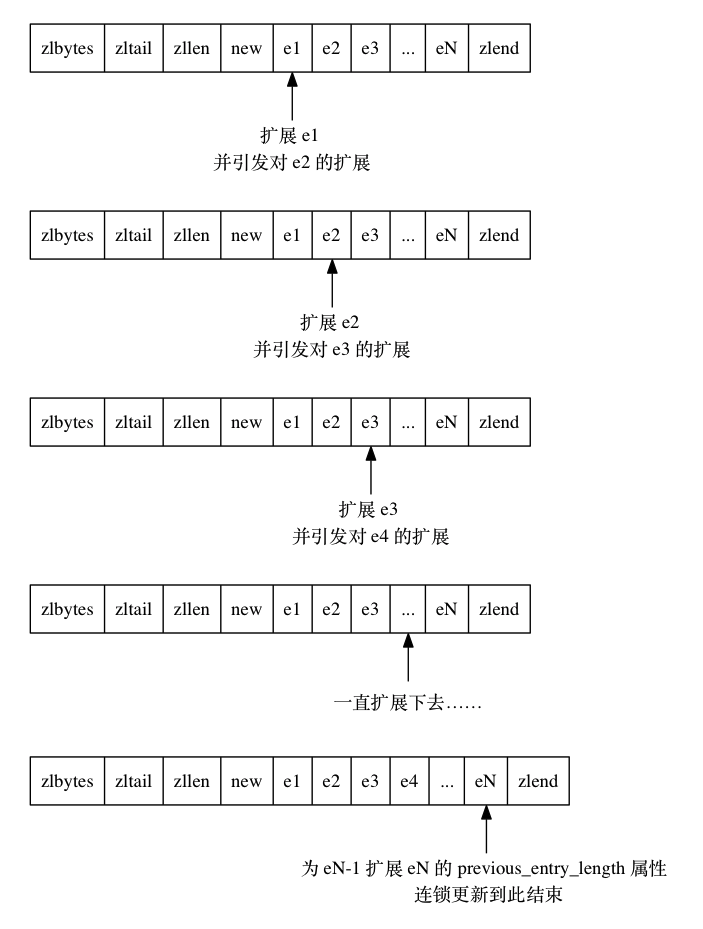 zlbytes zltail zllen new e1 e2 e3 ... eN zlend
扩展 e1
并引发对 e2 的扩展
zlbytes zltail zllen new e1 e2 e3 ... eN zlend
扩展 e2
并引发对 e3 的扩展
zlbytes zltail zllen new e1 e2 e3 ... eN zlend
扩展 e3
并引发对 e4 的扩展
zlbytes zltail zllen new e1 e2 e3 ... eN zlend
一直扩展下去……
zlbytes zltail zllen new e1 e2 e3 e4 ... eN zlend
为 eN-1 扩展 eN 的 previous_entry_length 属性
连锁更新到此结束